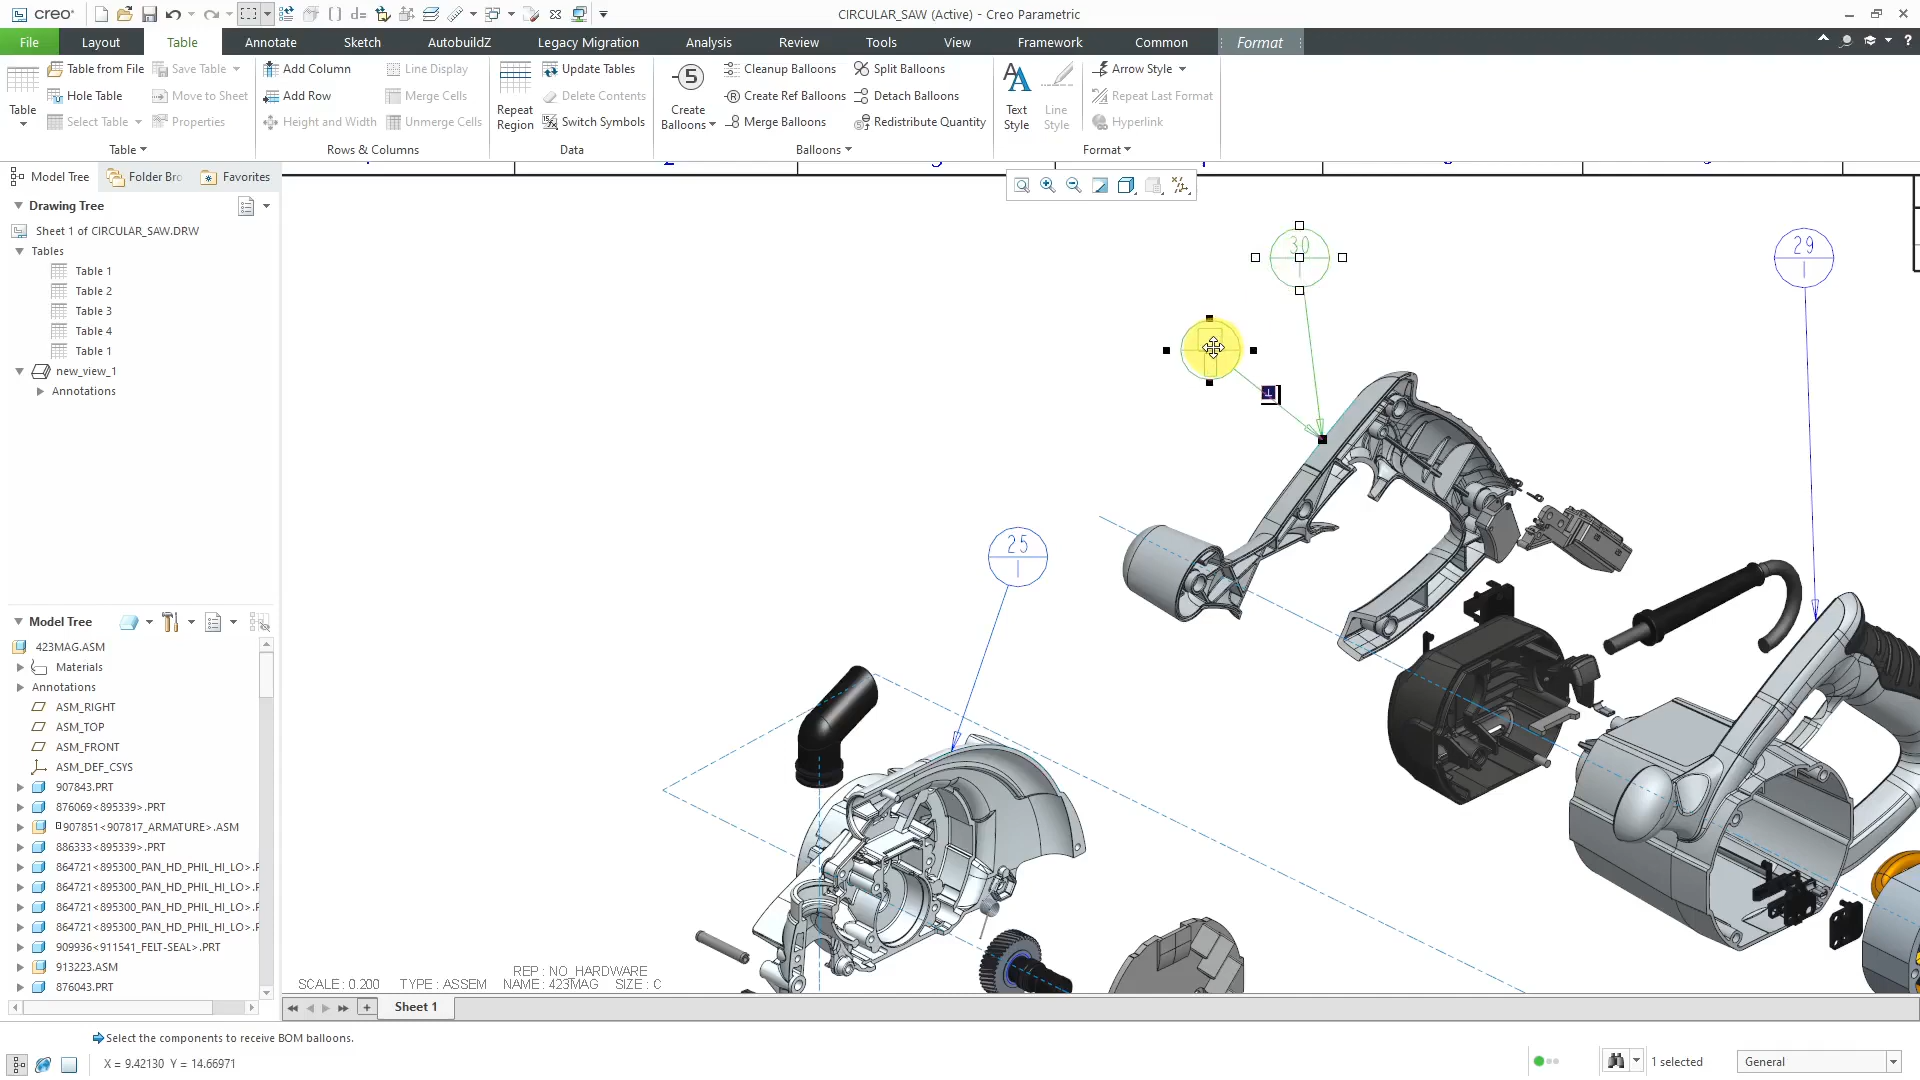 creo
d=
CIRCULAR_SAW (Active) - Creo Parametric
File
Layout
Table
Annotate
Sketch
AutobuildZ
Legacy Migration
Analysis
Review
Tools
View
Framework
Common
Format
Table
Table from File
Hole Table
Select Table
Save Table
Move to Sheet
Properties
Table
Add Column
Add Row
Height and Width
Line Display
Merge Cells
Unmerge Cells
Rows & Columns
Repeat Region
Update Tables
Delete Contents
Switch Symbols
Data
5
Create Balloons
Cleanup Balloons
Create Ref Balloons
Merge Balloons
Split Balloons
Detach Balloons
Redistribute Quantity
Balloons
Text Style
Line Style
Arrow Style
Repeat Last Format
Hyperlink
Format
Model Tree
Folder Bro
Favorites
Drawing Tree
Sheet 1 of CIRCULAR_SAW.DRW
Tables
Table 1
Table 2
Table 3
Table 4
Table 1
new_view_1
Annotations
Model Tree
423MAG.ASM
Materials
Annotations
ASM_RIGHT
ASM_TOP
ASM_FRONT
ASM_DEF_CSYS
907843.PRT
876069<895339>.PRT
907851<907817_ARMATURE>.ASM
886333<895339>.PRT
864721<895300_PAN_HD_PHIL_HI_LO>.P
864721<895300_PAN_HD_PHIL_HI_LO>.P
864721<895300_PAN_HD_PHIL_HI_LO>.P
864721<895300_PAN_HD_PHIL_HI_LO>.P
909936<911541_FELT-SEAL>.PRT
913223.ASM
876043.PRT
30
1
29
1
25
1
REP : NO_HARDWARE
SCALE : 0.200 TYPE : ASSEM NAME : 423MAG SIZE : C
Sheet 1
Select the components to receive BOM balloons.
X = 9.42130 Y = 14.66971
1 selected
General